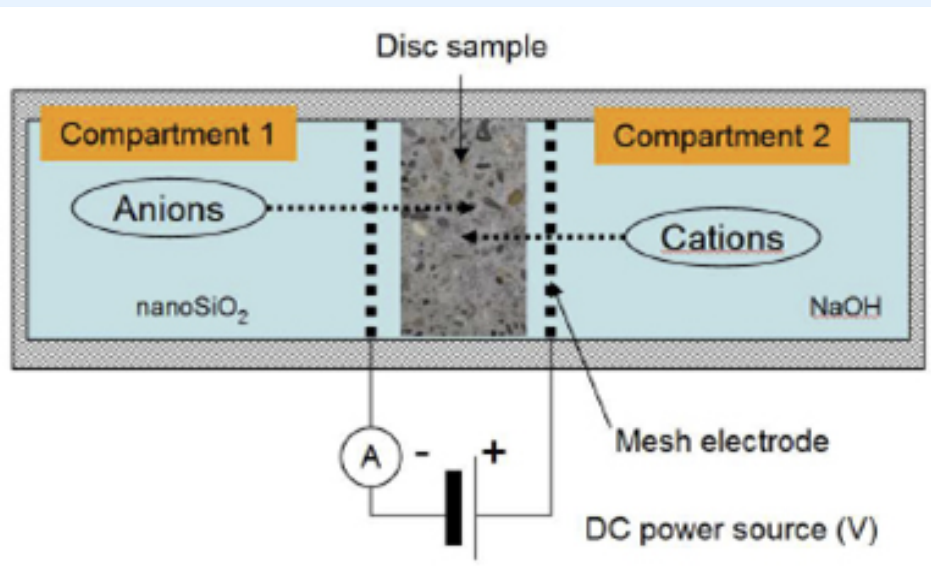 Disc sample
Compartment 1
Compartment 2
Anions
Cations
nanoSiO₂
NaOH
A
- +
Mesh electrode
DC power source (V)